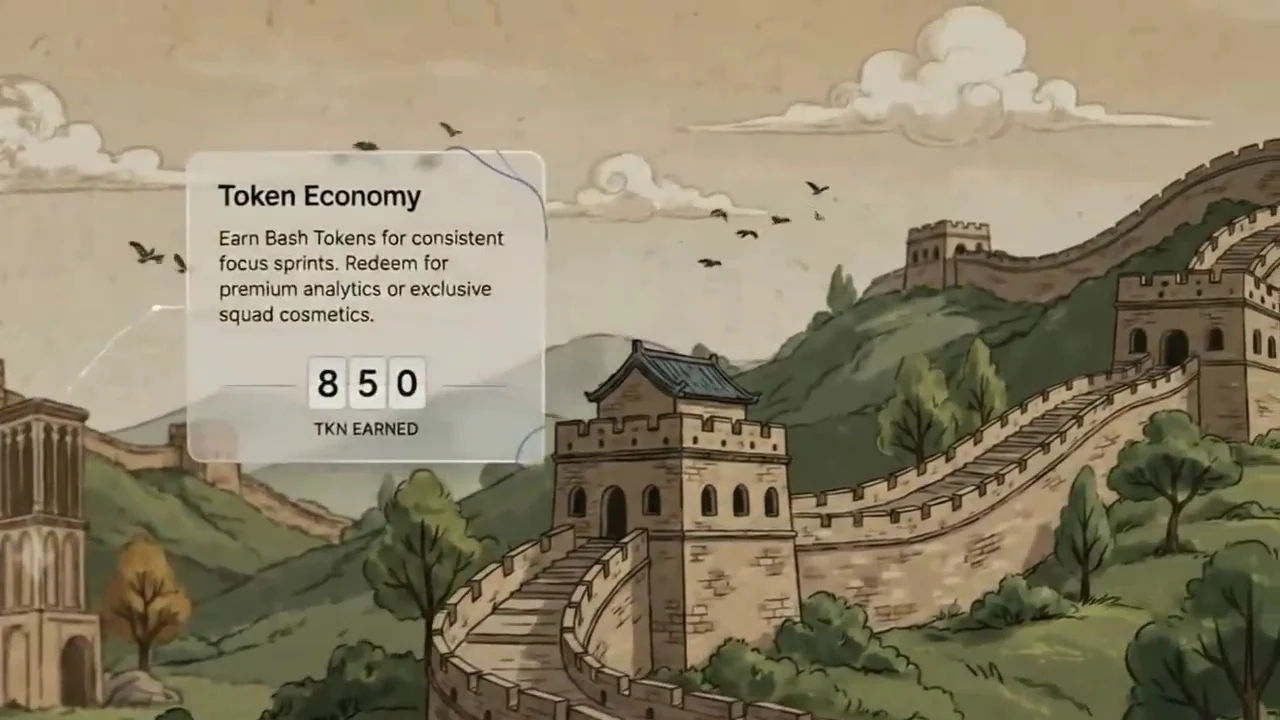 Token Economy
Earn Bash Tokens for consistent
focus sprints. Redeem for
premium analytics or exclusive
squad cosmetics.
850
TKN EARNED